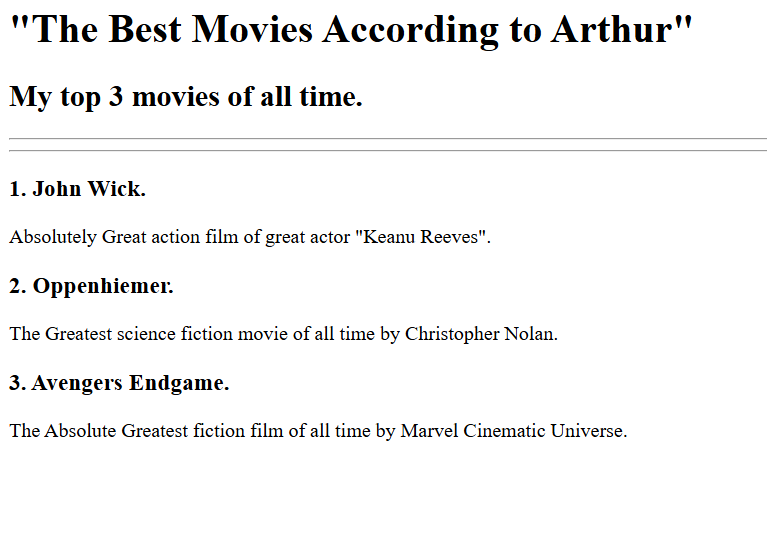 "The Best Movies According to Arthur"
My top 3 movies of all time.
1. John Wick.
Absolutely Great action film of great actor "Keanu Reeves".
2. Oppenhiemer.
The Greatest science fiction movie of all time by Christopher Nolan.
3. Avengers Endgame.
The Absolute Greatest fiction film of all time by Marvel Cinematic Universe.